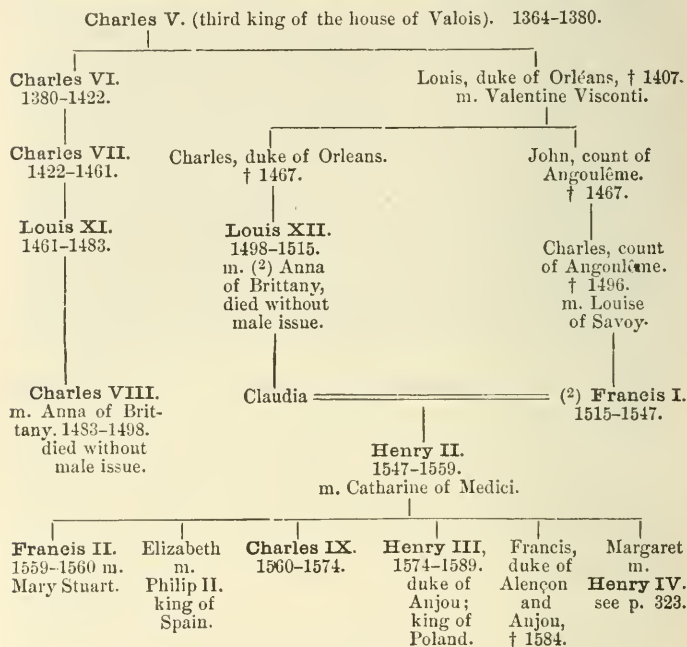 Charles V. (third king of the house of Valois). 1364-1380.
Charles VI.
1380-1422.
Louis, duke of Orléans, † 1407.
m. Valentine Visconti.
Charles VII.
1422-1461.
Charles, duke of Orleans.
† 1467.
John, count of
Angoulême.
† 1467.
Louis XI.
1461-1483.
Louis XII.
1498-1515.
m. (2) Anna
of Brittany,
died without
male issue.
Charles, count
of Angoulême.
† 1496.
m. Louise
of Savoy.
Charles VIII.
m. Anna of Brit-
tany. 1483-1498.
died without
male issue.
Claudia
(2) Francis I.
1515-1547.
Henry II.
1547-1559.
m. Catharine of Medici.
Francis II.
1559-1560 m.
Mary Stuart.
Elizabeth
m.
Philip II.
king of
Spain.
Charles IX.
1560-1574.
Henry III,
1574-1589.
duke of
Anjou;
king of
Poland.
Francis,
duke of
Alençon
and
Anjou,
† 1584.
Margaret
m.
Henry IV.
see p. 323.